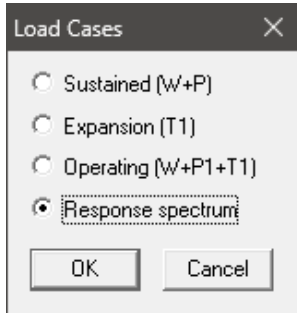 Load Cases
Sustained (W+P)
Expansion (T1)
Operating (W+P1+T1)
Response spectrum
OK Cancel